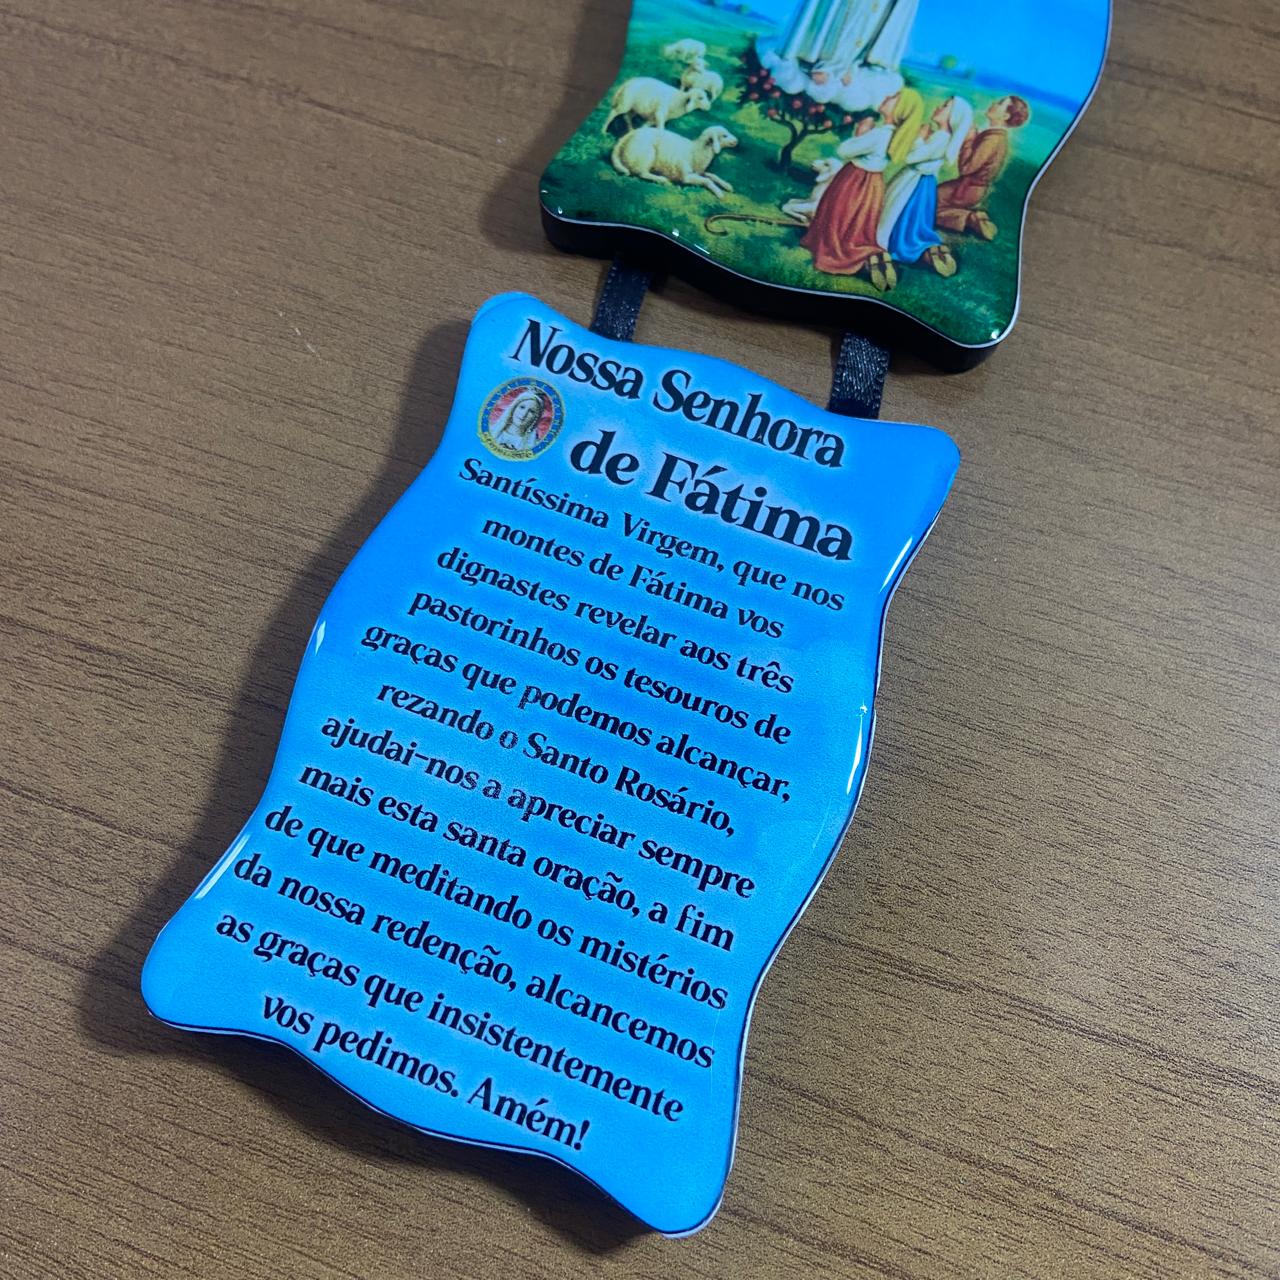 Nossa Senhora
de Fátima
Santíssima Virgem, que nos
montes de Fátima vos
dignastes revelar aos três
pastorinhos os tesouros de
graças que podemos alcançar,
rezando o Santo Rosário,
ajudai-nos a apreciar sempre
mais esta santa oração, a fim
de que meditando os mistérios
da nossa redenção, alcancemos
as graças que insistentemente
vos pedimos. Amém!